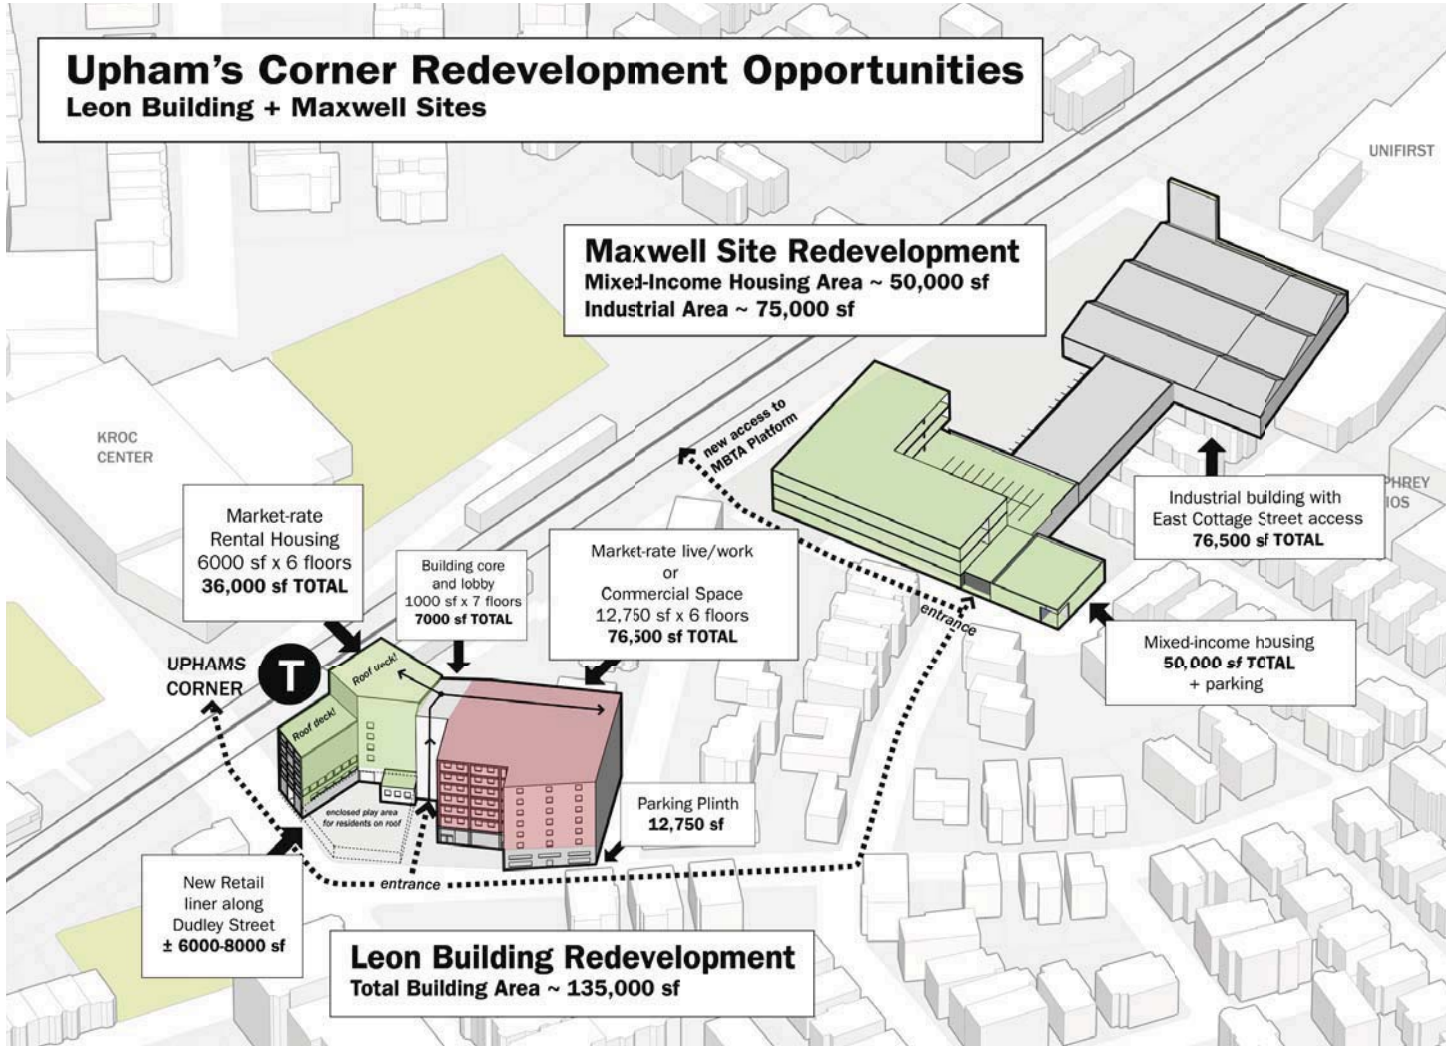 Upham's Corner Redevelopment Opportunities
Leon Building + Maxwell Sites
UNIFIRST
Maxwell Site Redevelopment
Mixed-Income Housing Area ~ 50,000 sf
Industrial Area ~ 75,000 sf
KROC
CENTER
new access to
MBTA Platform
Industrial building with
East Cottage Street access
76,500 sf TOTAL
PHREY
IOS
Market-rate
Rental Housing
6000 sf x 6 floors
36,000 sf TOTAL
Building core
and lobby
1000 sf x 7 floors
7000 sf TOTAL
Market-rate live/work
or
Commercial Space
12,750 sf x 6 floors
76,500 sf TOTAL
entrance
Mixed-income housing
50,000 sf TOTAL
+ parking
UPHAMS
CORNER
T
Roof deck!
Roof deck!
enclosed play area
for residents on roof
Parking Plinth
12,750 sf
entrance
New Retail
liner along
Dudley Street
± 6000-8000 sf
Leon Building Redevelopment
Total Building Area ~ 135,000 sf